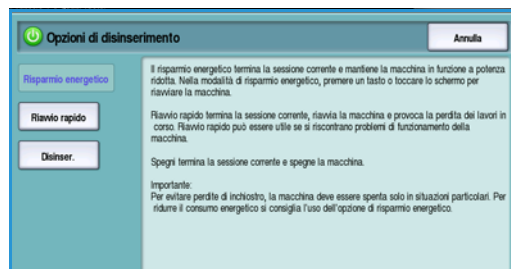 Opzioni di disinserimento
Annulla
Risparmio energetico
Riavvio rapido
Disinser.
Il risparmio energetico termina la sessione corrente e mantiene la macchina in funzione a potenza
ridotta. Nella modalità di risparmio energetico, premere un tasto o toccare lo schermo per
riavviare la macchina.
Riavvio rapido termina la sessione corrente, riavvia la macchina e provoca la perdita dei lavori in
corso. Riavvio rapido può essere utile se si riscontrano problemi di funzionamento della
macchina.
Spegni termina la sessione corrente e spegne la macchina.
Importante:
Per evitare perdite di inchiostro, la macchina deve essere spenta solo in situazioni particolari. Per
ridurre il consumo energetico si consiglia l'uso dell'opzione di risparmio energetico.